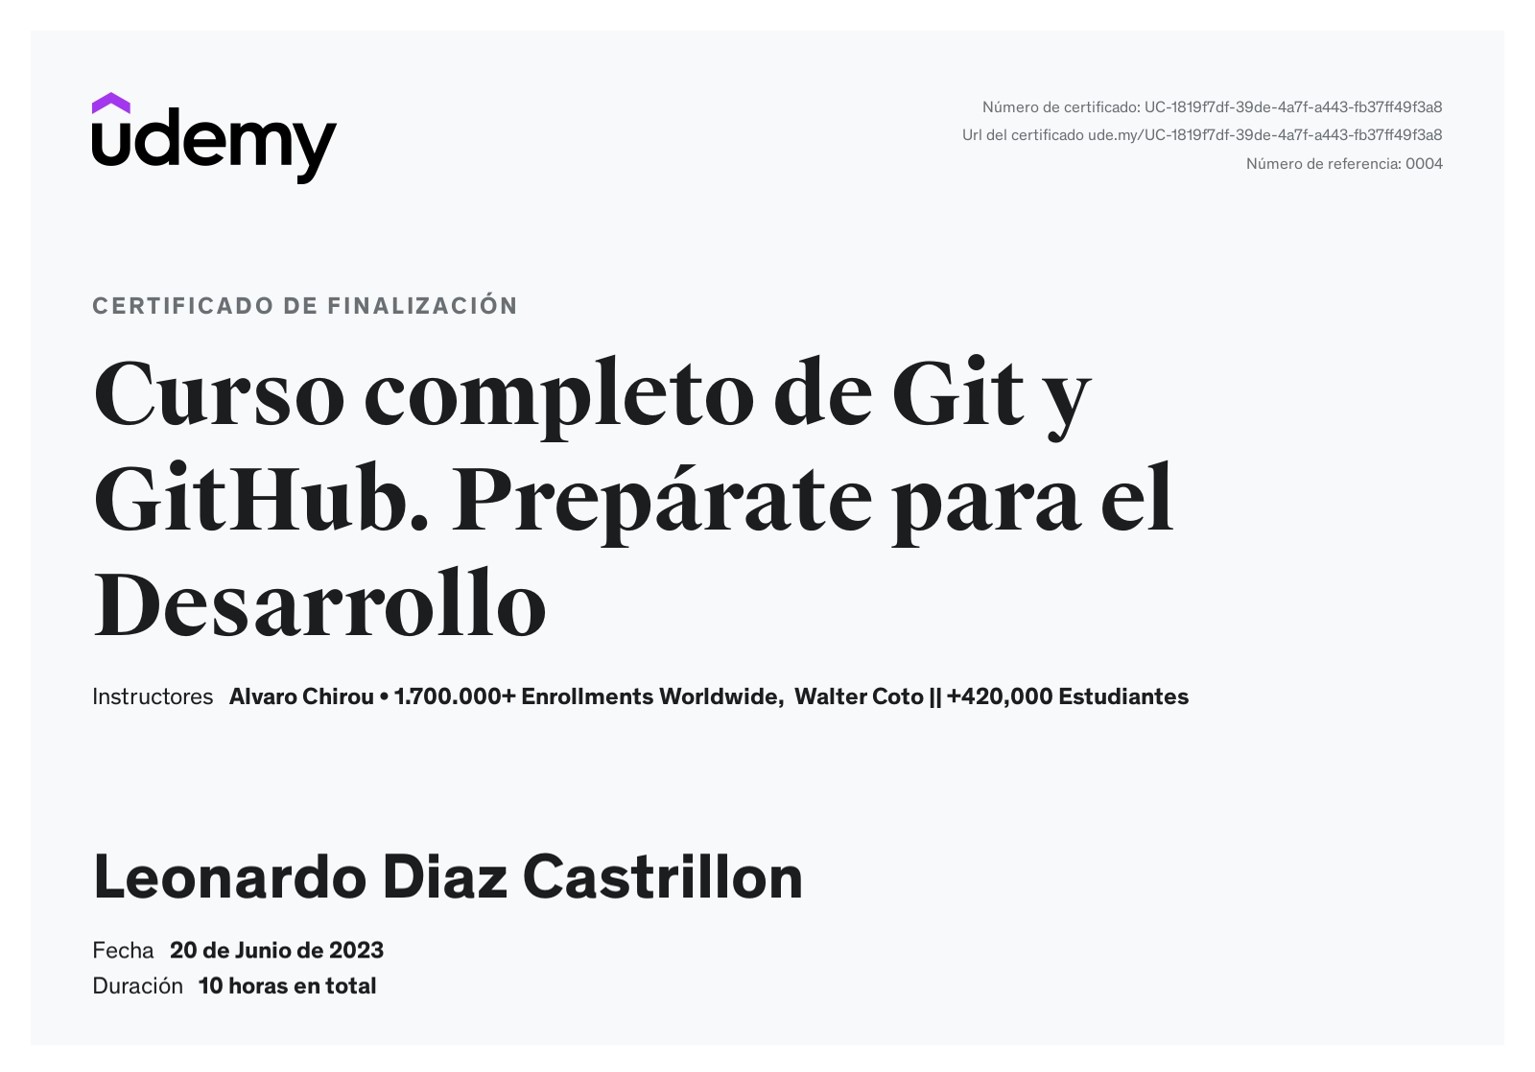 udemy
Número de certificado: UC-1819f7df-39de-4a7f-a443-fb37ff49f3a8
Url del certificado ude.my/UC-1819f7df-39de-4a7f-a443-fb37ff49f3a8
Número de referencia: 0004
CERTIFICADO DE FINALIZACIÓN
Curso completo de Git y
GitHub. Prepárate para el
Desarrollo
Instructores Alvaro Chirou • 1.700.000+ Enrollments Worldwide, Walter Coto || +420,000 Estudiantes
Leonardo Diaz Castrillon
Fecha 20 de Junio de 2023
Duración 10 horas en total